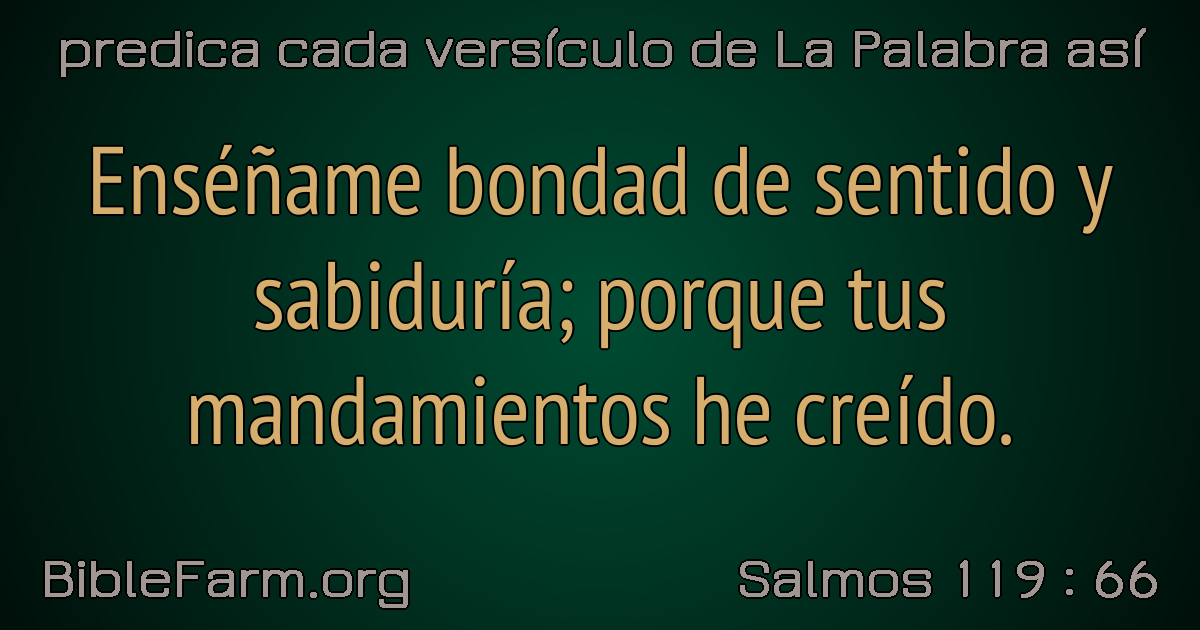 predica cada versículo de La Palabra así
Enséñame bondad de sentido y
sabiduría; porque tus
mandamientos he creído.
BibleFarm.org
Salmos 119 : 66